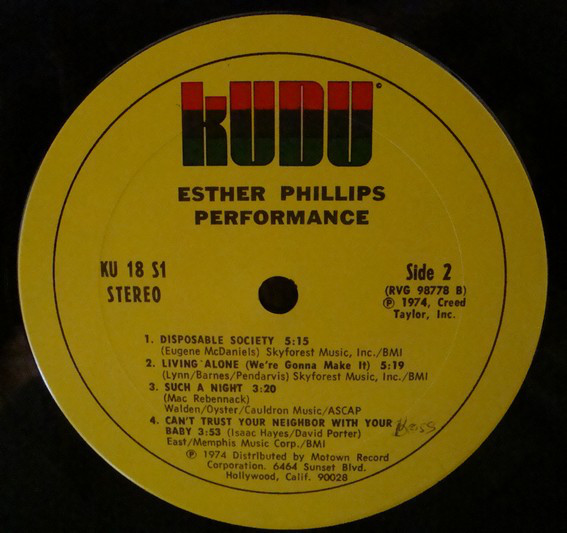 KUDU©
ESTHER PHILLIPS
PERFORMANCE
KU 18 S1
STEREO
Side 2
(RVG 98778 B)
℗ 1974, Creed
Taylor, Inc.
1. DISPOSABLE SOCIETY 5:15
(Eugene McDaniels) Skyforest Music, Inc./BMI
2. LIVING ALONE (We're Gonna Make It) 5:19
(Lynn/Barnes/Pendarvis) Skyforest Music, Inc./BMI
3. SUCH A NIGHT 3:20
(Mac Rebennack)
Walden/Oyster/Cauldron Music/ASCAP
4. CAN'T TRUST YOUR NEIGHBOR WITH YOUR
BABY 3:53 (Isaac Hayes/David Porter)
East/Memphis Music Corp./BMI
℗ 1974 Distributed by Motown Record
Corporation. 6464 Sunset Blvd.
Hollywood, Calif. 90028